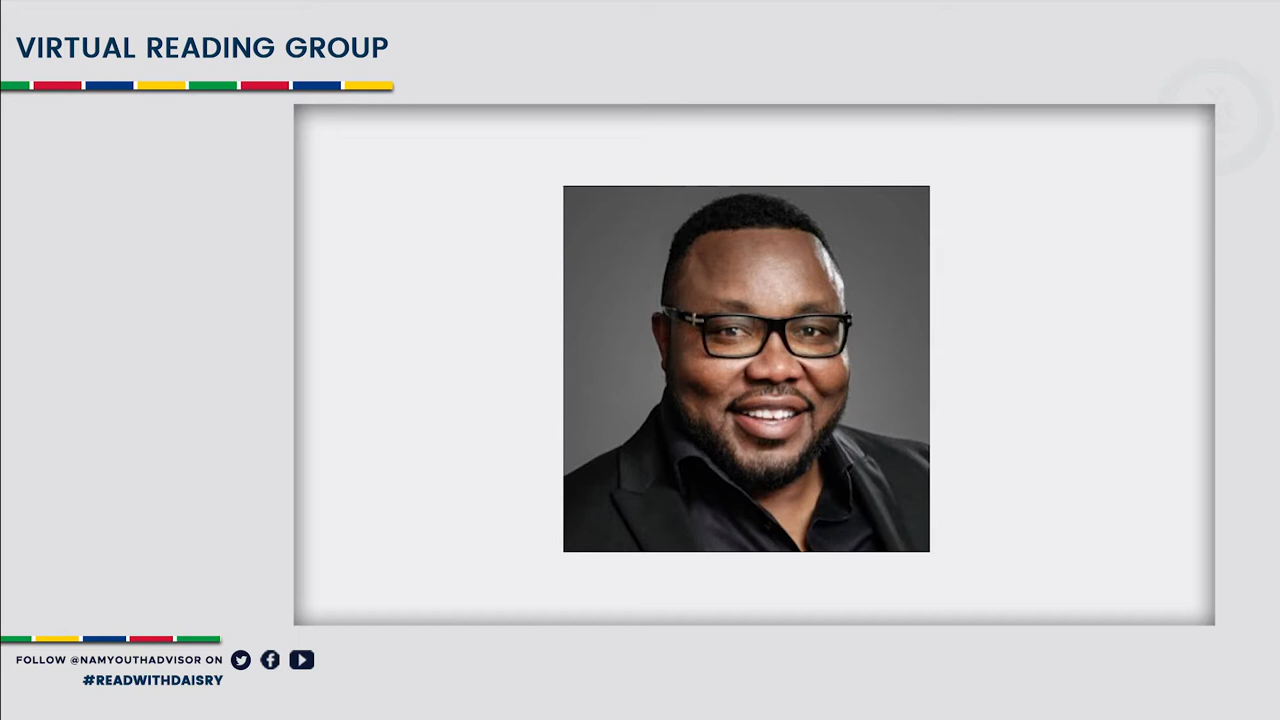 VIRTUAL READING GROUP
FOLLOW @NAMYOUTHADVISOR ON
#READWITHDAISRY